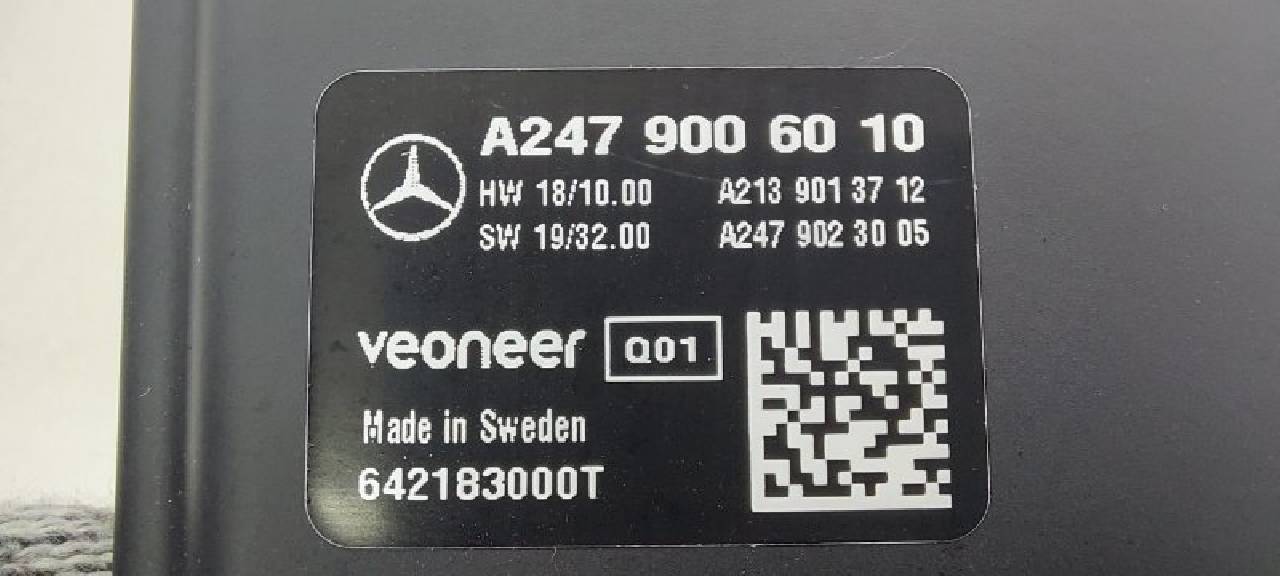 A247 900 60 10
HW 18/10.00 A213 901 37 12
SW 19/32.00 A247 902 30 05
veoneer Q01
Made in Sweden
642183000T